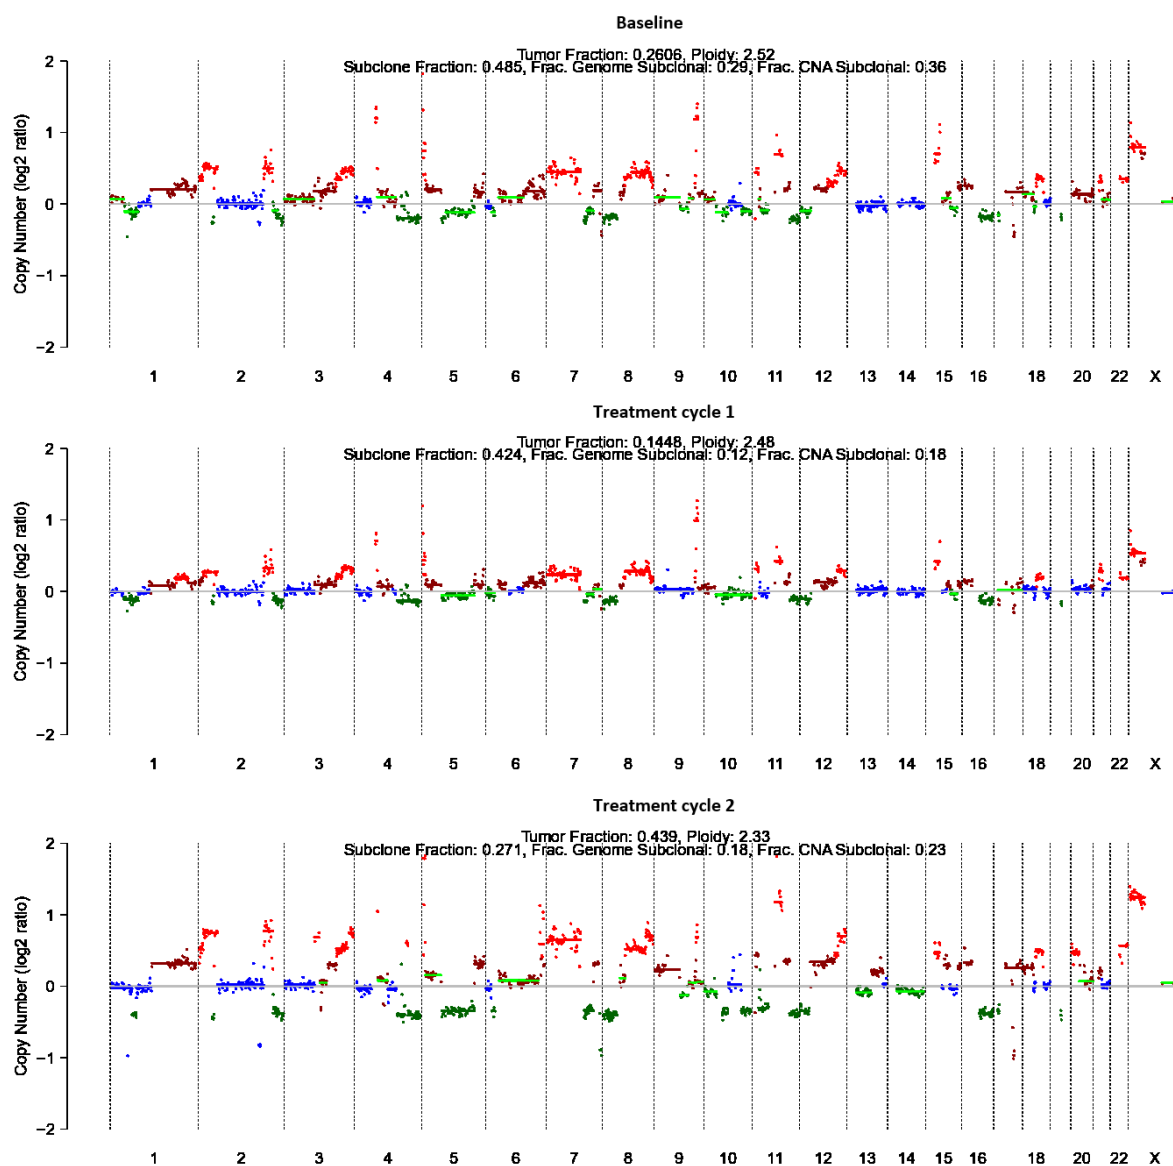 Baseline
Tumor Fraction: 0.2606, Ploidy: 2.52
Subclone Fraction: 0.485, Frac. Genome Subclonal: 0.29, Frac. CNA Subclonal: 0.36
Copy Number (log2 ratio)
2
1
0
−1
−2
1 2 3 4 5 6 7 8 9 10 11 12 13 14 15 16 18 20 22 X
Treatment cycle 1
Tumor Fraction: 0.1448, Ploidy: 2.48
Subclone Fraction: 0.424, Frac. Genome Subclonal: 0.12, Frac. CNA Subclonal: 0.18
Copy Number (log2 ratio)
2
1
0
−1
−2
1 2 3 4 5 6 7 8 9 10 11 12 13 14 15 16 18 20 22 X
Treatment cycle 2
Tumor Fraction: 0.439, Ploidy: 2.33
Subclone Fraction: 0.271, Frac. Genome Subclonal: 0.18, Frac. CNA Subclonal: 0.23
Copy Number (log2 ratio)
2
1
0
−1
−2
1 2 3 4 5 6 7 8 9 10 11 12 13 14 15 16 18 20 22 X